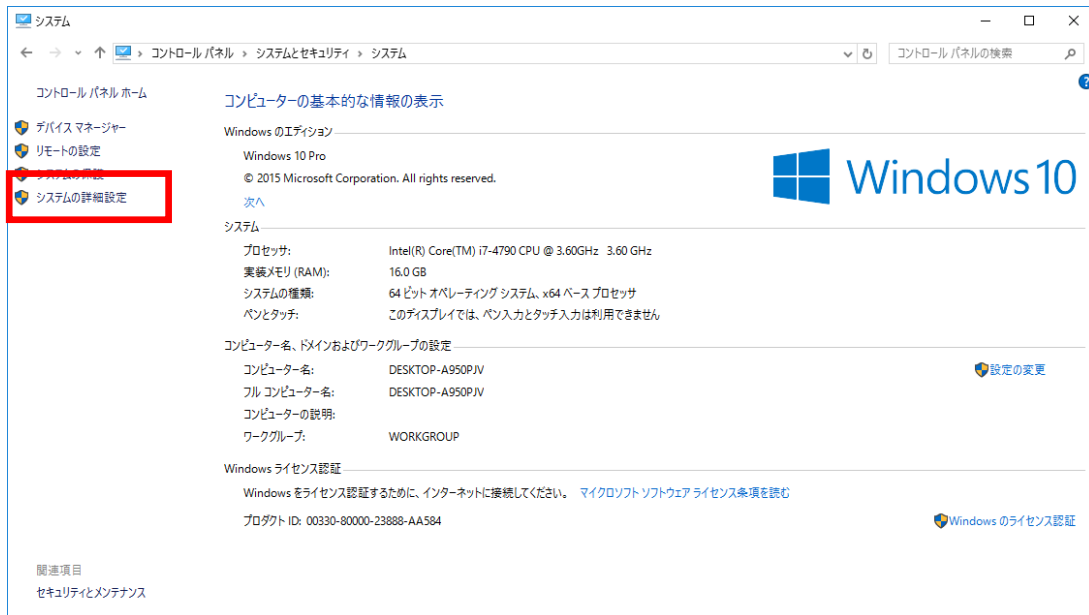 システム
コントロール パネル › システムとセキュリティ › システム
コントロール パネルの検索
?
コントロール パネル ホーム
デバイス マネージャー
リモートの設定
システムの保護
システムの詳細設定
コンピューターの基本的な情報の表示
Windows のエディション
Windows 10 Pro
© 2015 Microsoft Corporation. All rights reserved.
次へ
Windows 10
システム
プロセッサ: Intel(R) Core(TM) i7-4790 CPU @ 3.60GHz 3.60 GHz
実装メモリ (RAM): 16.0 GB
システムの種類: 64 ビット オペレーティング システム、x64 ベース プロセッサ
ペンとタッチ: このディスプレイでは、ペン入力とタッチ入力は利用できません
コンピューター名、ドメインおよびワークグループの設定
コンピューター名: DESKTOP-A950PJV
設定の変更
フル コンピューター名: DESKTOP-A950PJV
コンピューターの説明:
ワークグループ: WORKGROUP
Windows ライセンス認証
Windows をライセンス認証するために、インターネットに接続してください。 マイクロソフト ソフトウェア ライセンス条項を読む
プロダクト ID: 00330-80000-23888-AA584
Windows のライセンス認証
関連項目
セキュリティとメンテナンス